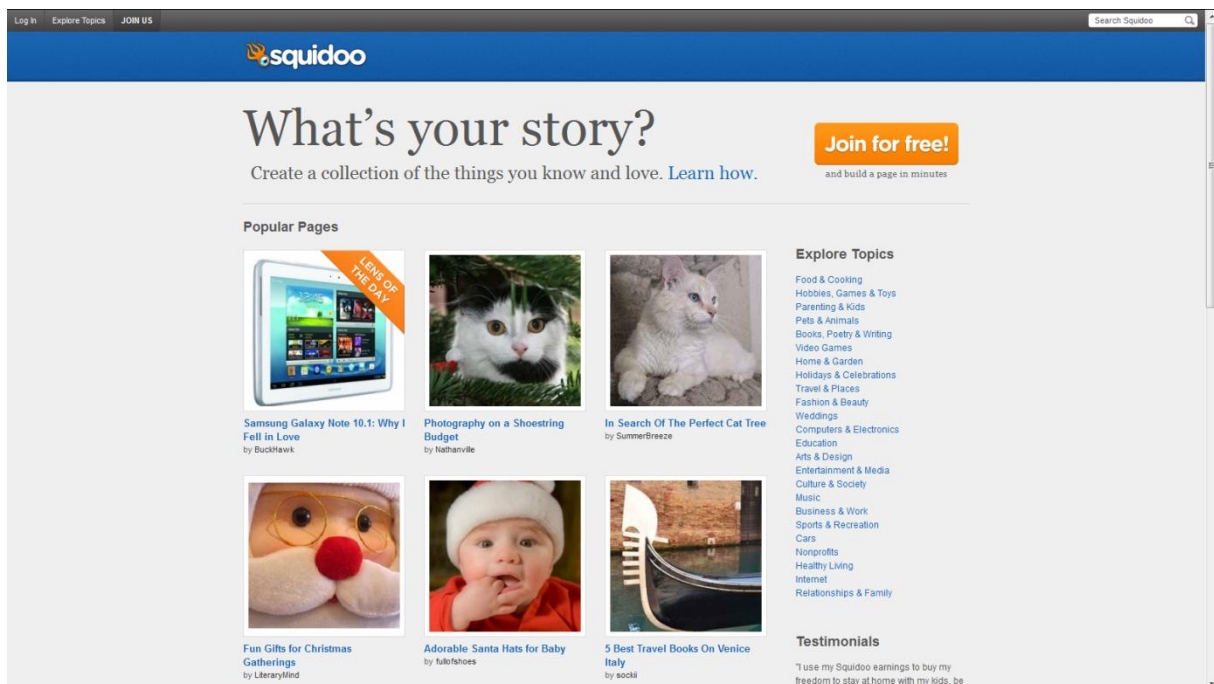 Log In Explore Topics JOIN US Search Squidoo
squidoo
What's your story?
Create a collection of the things you know and love. Learn how.
Join for free!
and build a page in minutes
Popular Pages
LENS OF
THE DAY
Samsung Galaxy Note 10.1: Why I
Fell in Love
by BuckHawk
Photography on a Shoestring
Budget
by Nathanville
In Search Of The Perfect Cat Tree
by SummerBreeze
Fun Gifts for Christmas
Gatherings
by LiteraryMind
Adorable Santa Hats for Baby
by fullofshoes
5 Best Travel Books On Venice
Italy
by sockii
Explore Topics
Food & Cooking
Hobbies, Games & Toys
Parenting & Kids
Pets & Animals
Books, Poetry & Writing
Video Games
Home & Garden
Holidays & Celebrations
Travel & Places
Fashion & Beauty
Weddings
Computers & Electronics
Education
Arts & Design
Entertainment & Media
Culture & Society
Music
Business & Work
Sports & Recreation
Cars
Nonprofits
Healthy Living
Internet
Relationships & Family
Testimonials
"I use my Squidoo earnings to buy my
freedom to stay at home with my kids, be